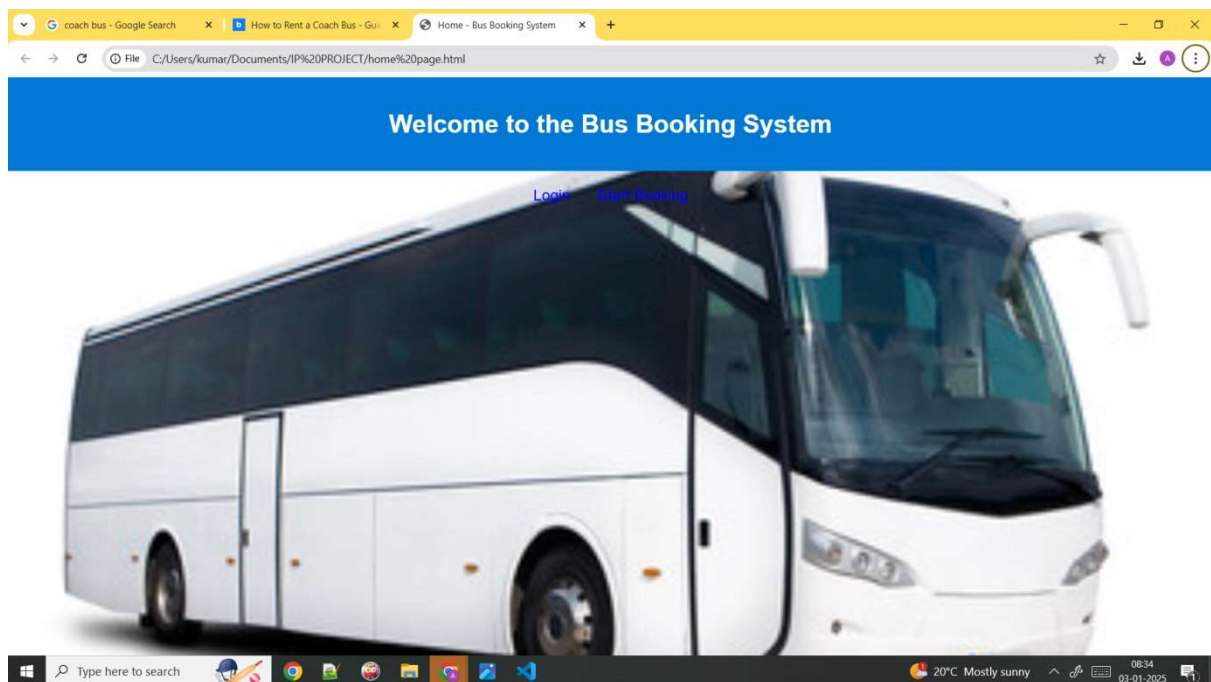 coach bus - Google Search
How to Rent a Coach Bus - Gui
Home - Bus Booking System
File C:/Users/kumar/Documents/IP%20PROJECT/home%20page.html
A
Welcome to the Bus Booking System
Login Start Booking
Type here to search
20°C Mostly sunny
08:34
03-01-2025